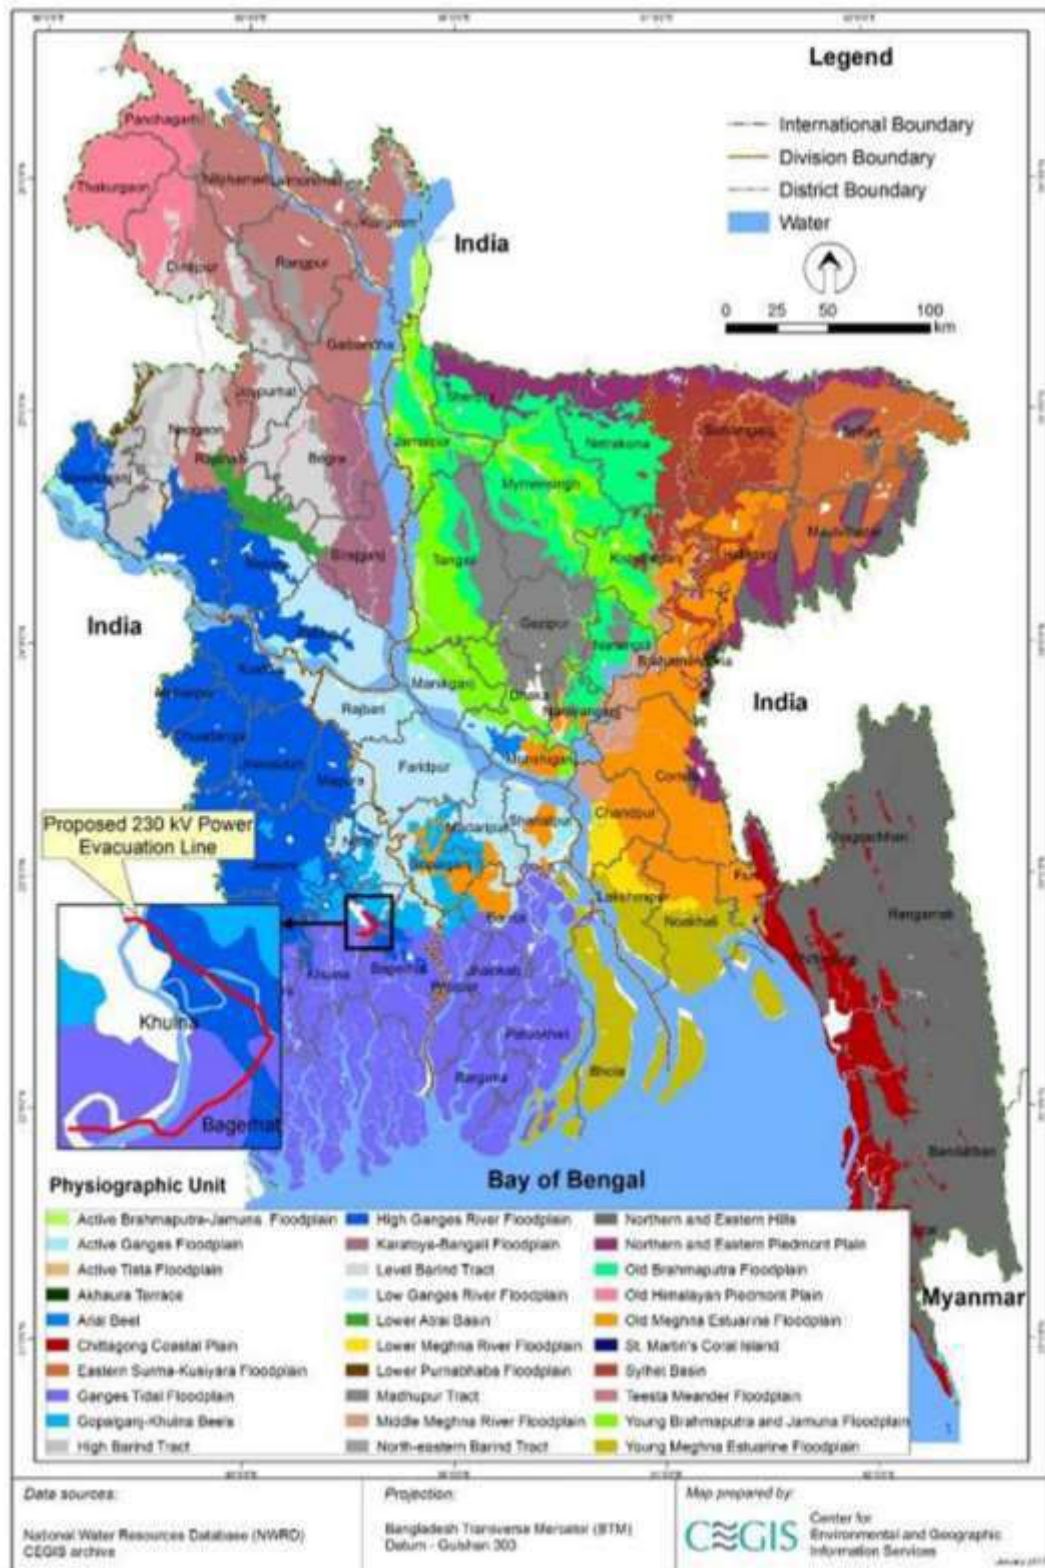 Legend
International Boundary
Division Boundary
District Boundary
Water
0 25 50 100
km
India
India
India
Myanmar
Bay of Bengal
Panchagarh
Thakurgaon
Nilphamari
Lalmonirhat
Kurigram
Dinajpur
Rangpur
Gaibandha
Joypurhat
Naogaon
Bogra
Sherpur
Jamalpur
Netrakona
Mymensingh
Sylhet
Habiganj
Sirajganj
Tangail
Gazipur
Narsingdi
Brahmanbaria
Manikganj
Dhaka
Narayanganj
Rajbari
Munshiganj
Faridpur
Comilla
Chandpur
Madaripur
Shariatpur
Chuadanga
Magura
Lakshmipur
Noakhali
Khagrachhari
Rangamati
Barisal
Khulna
Bagerhat
Jhalkati
Pirojpur
Patuakhali
Barguna
Bhola
Bandarban
Proposed 230 kV Power
Evacuation Line
Khulna
Bagerhat
Physiographic Unit
Active Brahmaputra-Jamuna Floodplain
Active Ganges Floodplain
Active Tista Floodplain
Akhaura Terrace
Arial Beel
Chittagong Coastal Plain
Eastern Surma-Kusiyara Floodplain
Ganges Tidal Floodplain
Gopalganj-Khulna Beels
High Barind Tract
High Ganges River Floodplain
Karatoya-Bangali Floodplain
Level Barind Tract
Low Ganges River Floodplain
Lower Atrai Basin
Lower Meghna River Floodplain
Lower Purnabhaba Floodplain
Madhupur Tract
Middle Meghna River Floodplain
North-eastern Barind Tract
Northern and Eastern Hills
Northern and Eastern Piedmont Plain
Old Brahmaputra Floodplain
Old Himalayan Piedmont Plain
Old Meghna Estuarine Floodplain
St. Martin's Coral Island
Sylhet Basin
Teesta Meander Floodplain
Young Brahmaputra and Jamuna Floodplain
Young Meghna Estuarine Floodplain
Data sources:
National Water Resources Database (NWRD)
CEGIS archive
Projection:
Bangladesh Transverse Mercator (BTM)
Datum - Gulshan 303
Map prepared by:
CEGIS
Center for
Environmental and Geographic
Information Services